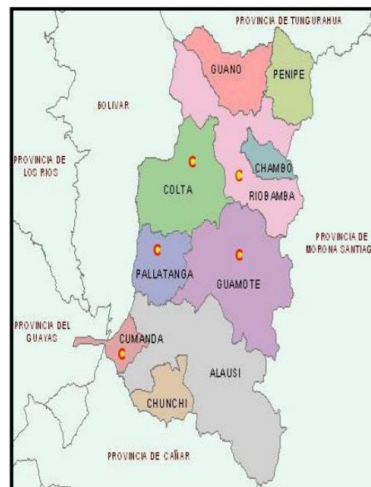 PROVINCIA DE TUNGURAHUA
GUANO
PENIPE
BOLIVAR
PROVINCIA DE
LOS RIOS
C
COLTA
C
CHAMBO
RIOBAMBA
C
C
PROVINCIA DE
MORONA SANTIAG
PALLATANGA
GUAMOTE
PROVINCIA DEL
GUAYAS
CUMANDA
C
ALAUSI
CHUNCHI
PROVINCIA DE CAÑAR